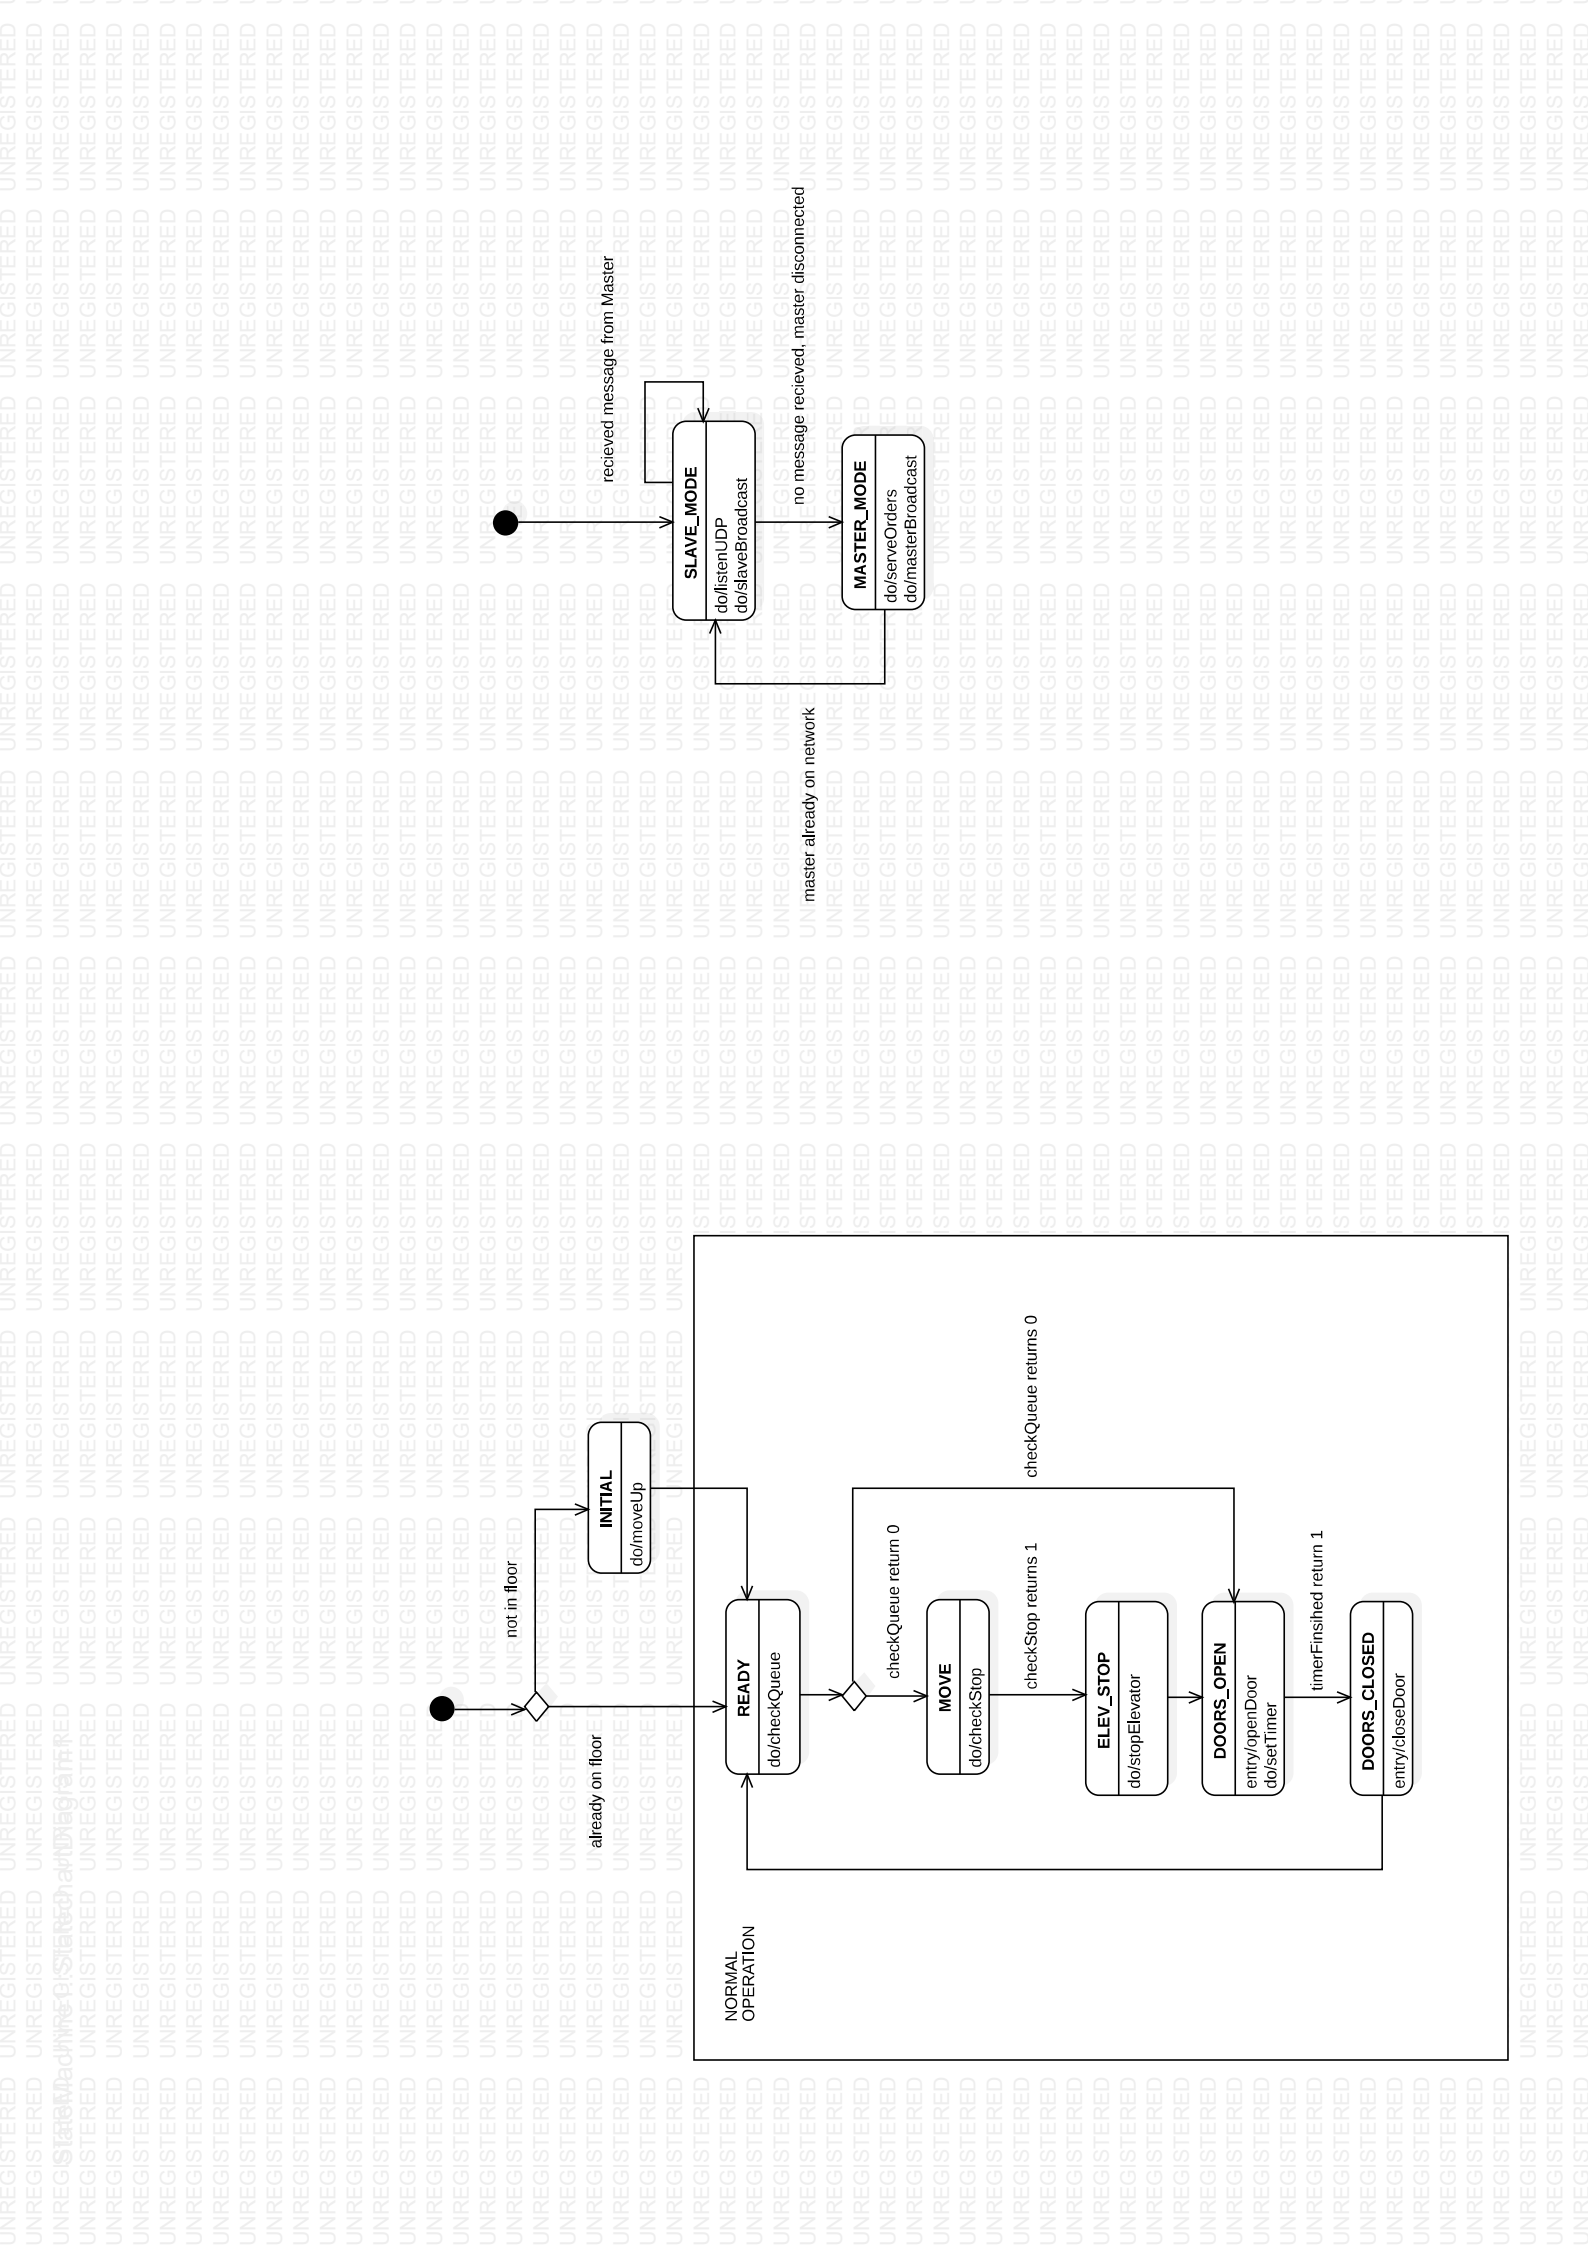 StateMachine1::StatechartDiagram1
not in floor
INITIAL
do/moveUp
already on floor
NORMAL
OPERATION
READY
do/checkQueue
checkQueue return 0
checkQueue returns 0
MOVE
do/checkStop
checkStop returns 1
ELEV_STOP
do/stopElevator
DOORS_OPEN
entry/openDoor
do/setTimer
timerFinsihed return 1
DOORS_CLOSED
entry/closeDoor
recieved message from Master
SLAVE_MODE
do/listenUDP
do/slaveBroadcast
no message recieved, master disconnected
master already on network
MASTER_MODE
do/serveOrders
do/masterBroadcast
UNREGISTERED